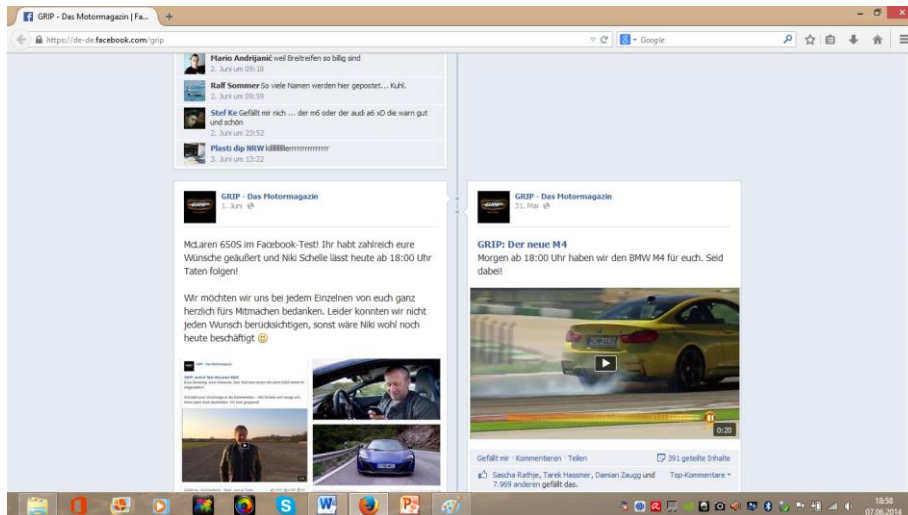 GRIP - Das Motormagazin | Fa...
https://de-de.facebook.com/grip
Google
Mario Andrijanić weil Breitreifen so billig sind
2. Juni um 09:18
Ralf Sommer So viele Namen werden hier gepostet... Kuhl.
2. Juni um 09:59
Stef Ke Gefällt mir nich ... der m6 oder der audi a6 xD die warn gut
und schön
2. Juni um 23:52
Plasti dip NRW
3. Juni um 13:22
GRIP - Das Motormagazin
1. Juni
McLaren 650S im Facebook-Test! Ihr habt zahlreich eure
Wünsche geäußert und Niki Schelle lässt heute ab 18:00 Uhr
Taten folgen!
Wir möchten wir uns bei jedem Einzelnen von euch ganz
herzlich fürs Mitmachen bedanken. Leider konnten wir nicht
jeden Wunsch berücksichtigen, sonst wäre Niki wohl noch
heute beschäftigt
GRIP - Das Motormagazin
31. Mai
GRIP: Der neue M4
Morgen ab 18:00 Uhr haben wir den BMW M4 für euch. Seid
dabei!
0:20
Gefällt mir · Kommentieren · Teilen
391 geteilte Inhalte
Sascha Rathje, Tarek Hassmer, Damian Zaugg und
7.969 anderen gefällt das.
Top-Kommentare
18:58
07.06.2014